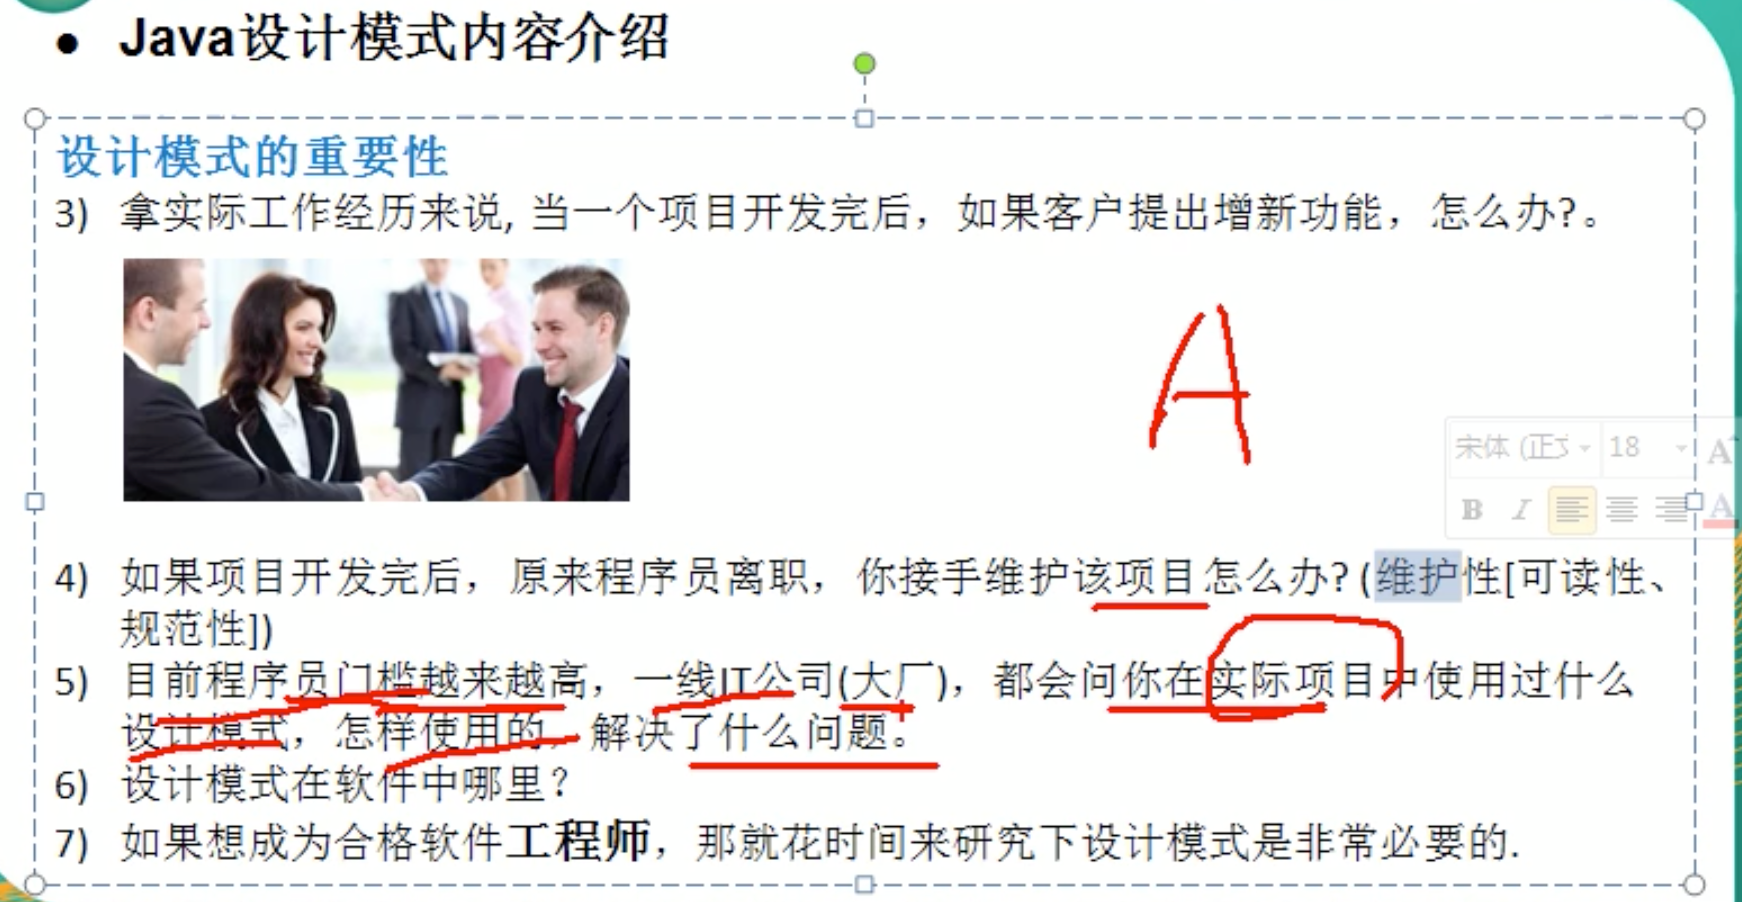 ● Java设计模式内容介绍
设计模式的重要性
3) 拿实际工作经历来说, 当一个项目开发完后，如果客户提出增新功能，怎么办?。
A
宋体 (正文 18 A
B I A
4) 如果项目开发完后，原来程序员离职，你接手维护该项目怎么办? (维护性[可读性、
规范性])
5) 目前程序员门槛越来越高，一线IT公司(大厂)，都会问你在实际项目中使用过什么
设计模式，怎样使用的，解决了什么问题。
6) 设计模式在软件中哪里？
7) 如果想成为合格软件工程师，那就花时间来研究下设计模式是非常必要的.